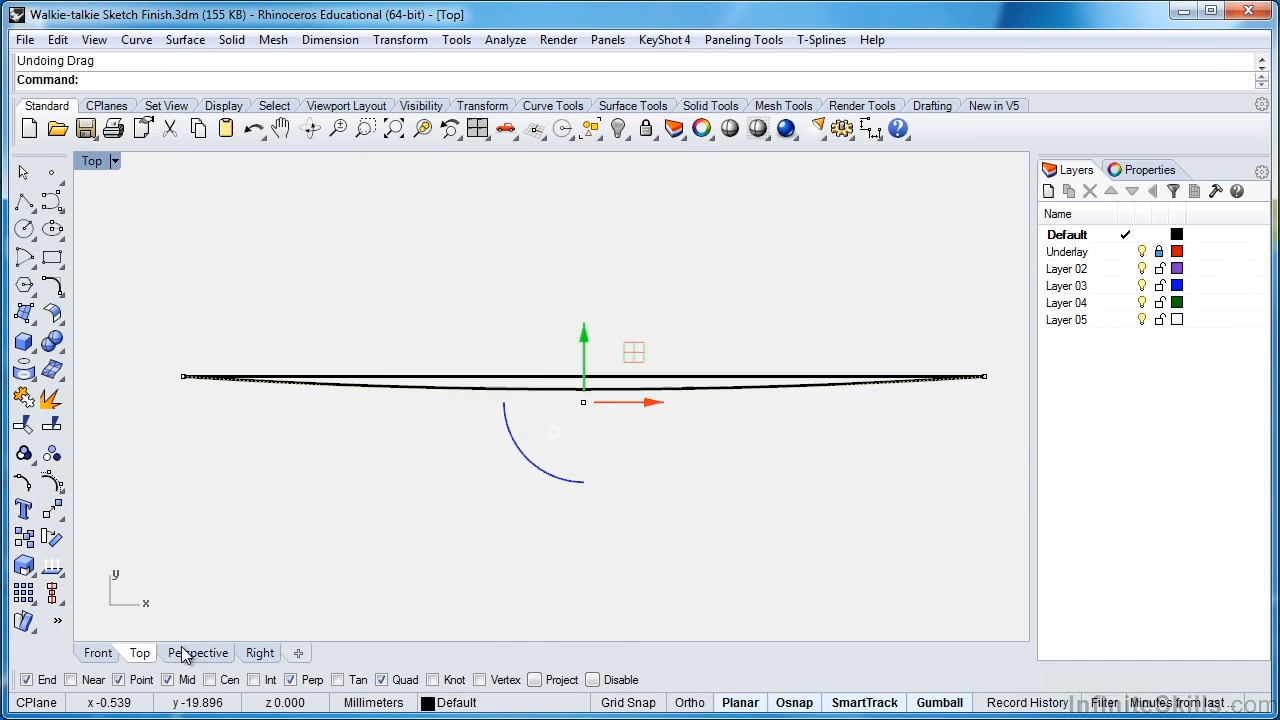 Walkie-talkie Sketch Finish.3dm (155 KB) - Rhinoceros Educational (64-bit) - [Top]
File Edit View Curve Surface Solid Mesh Dimension Transform Tools Analyze Render Panels KeyShot 4 Paneling Tools T-Splines Help
Undoing Drag
Command:
Standard CPlanes Set View Display Select Viewport Layout Visibility Transform Curve Tools Surface Tools Solid Tools Mesh Tools Render Tools Drafting New in V5
Top
Layers Properties
Name
Default
Underlay
Layer 02
Layer 03
Layer 04
Layer 05
y
x
Front Top Perspective Right
End Near Point Mid Cen Int Perp Tan Quad Knot Vertex Project Disable
CPlane x -0.539 y -19.896 z 0.000 Millimeters Default Grid Snap Ortho Planar Osnap SmartTrack Gumball Record History Filter Minutes from last...
InfiniteSkills.com